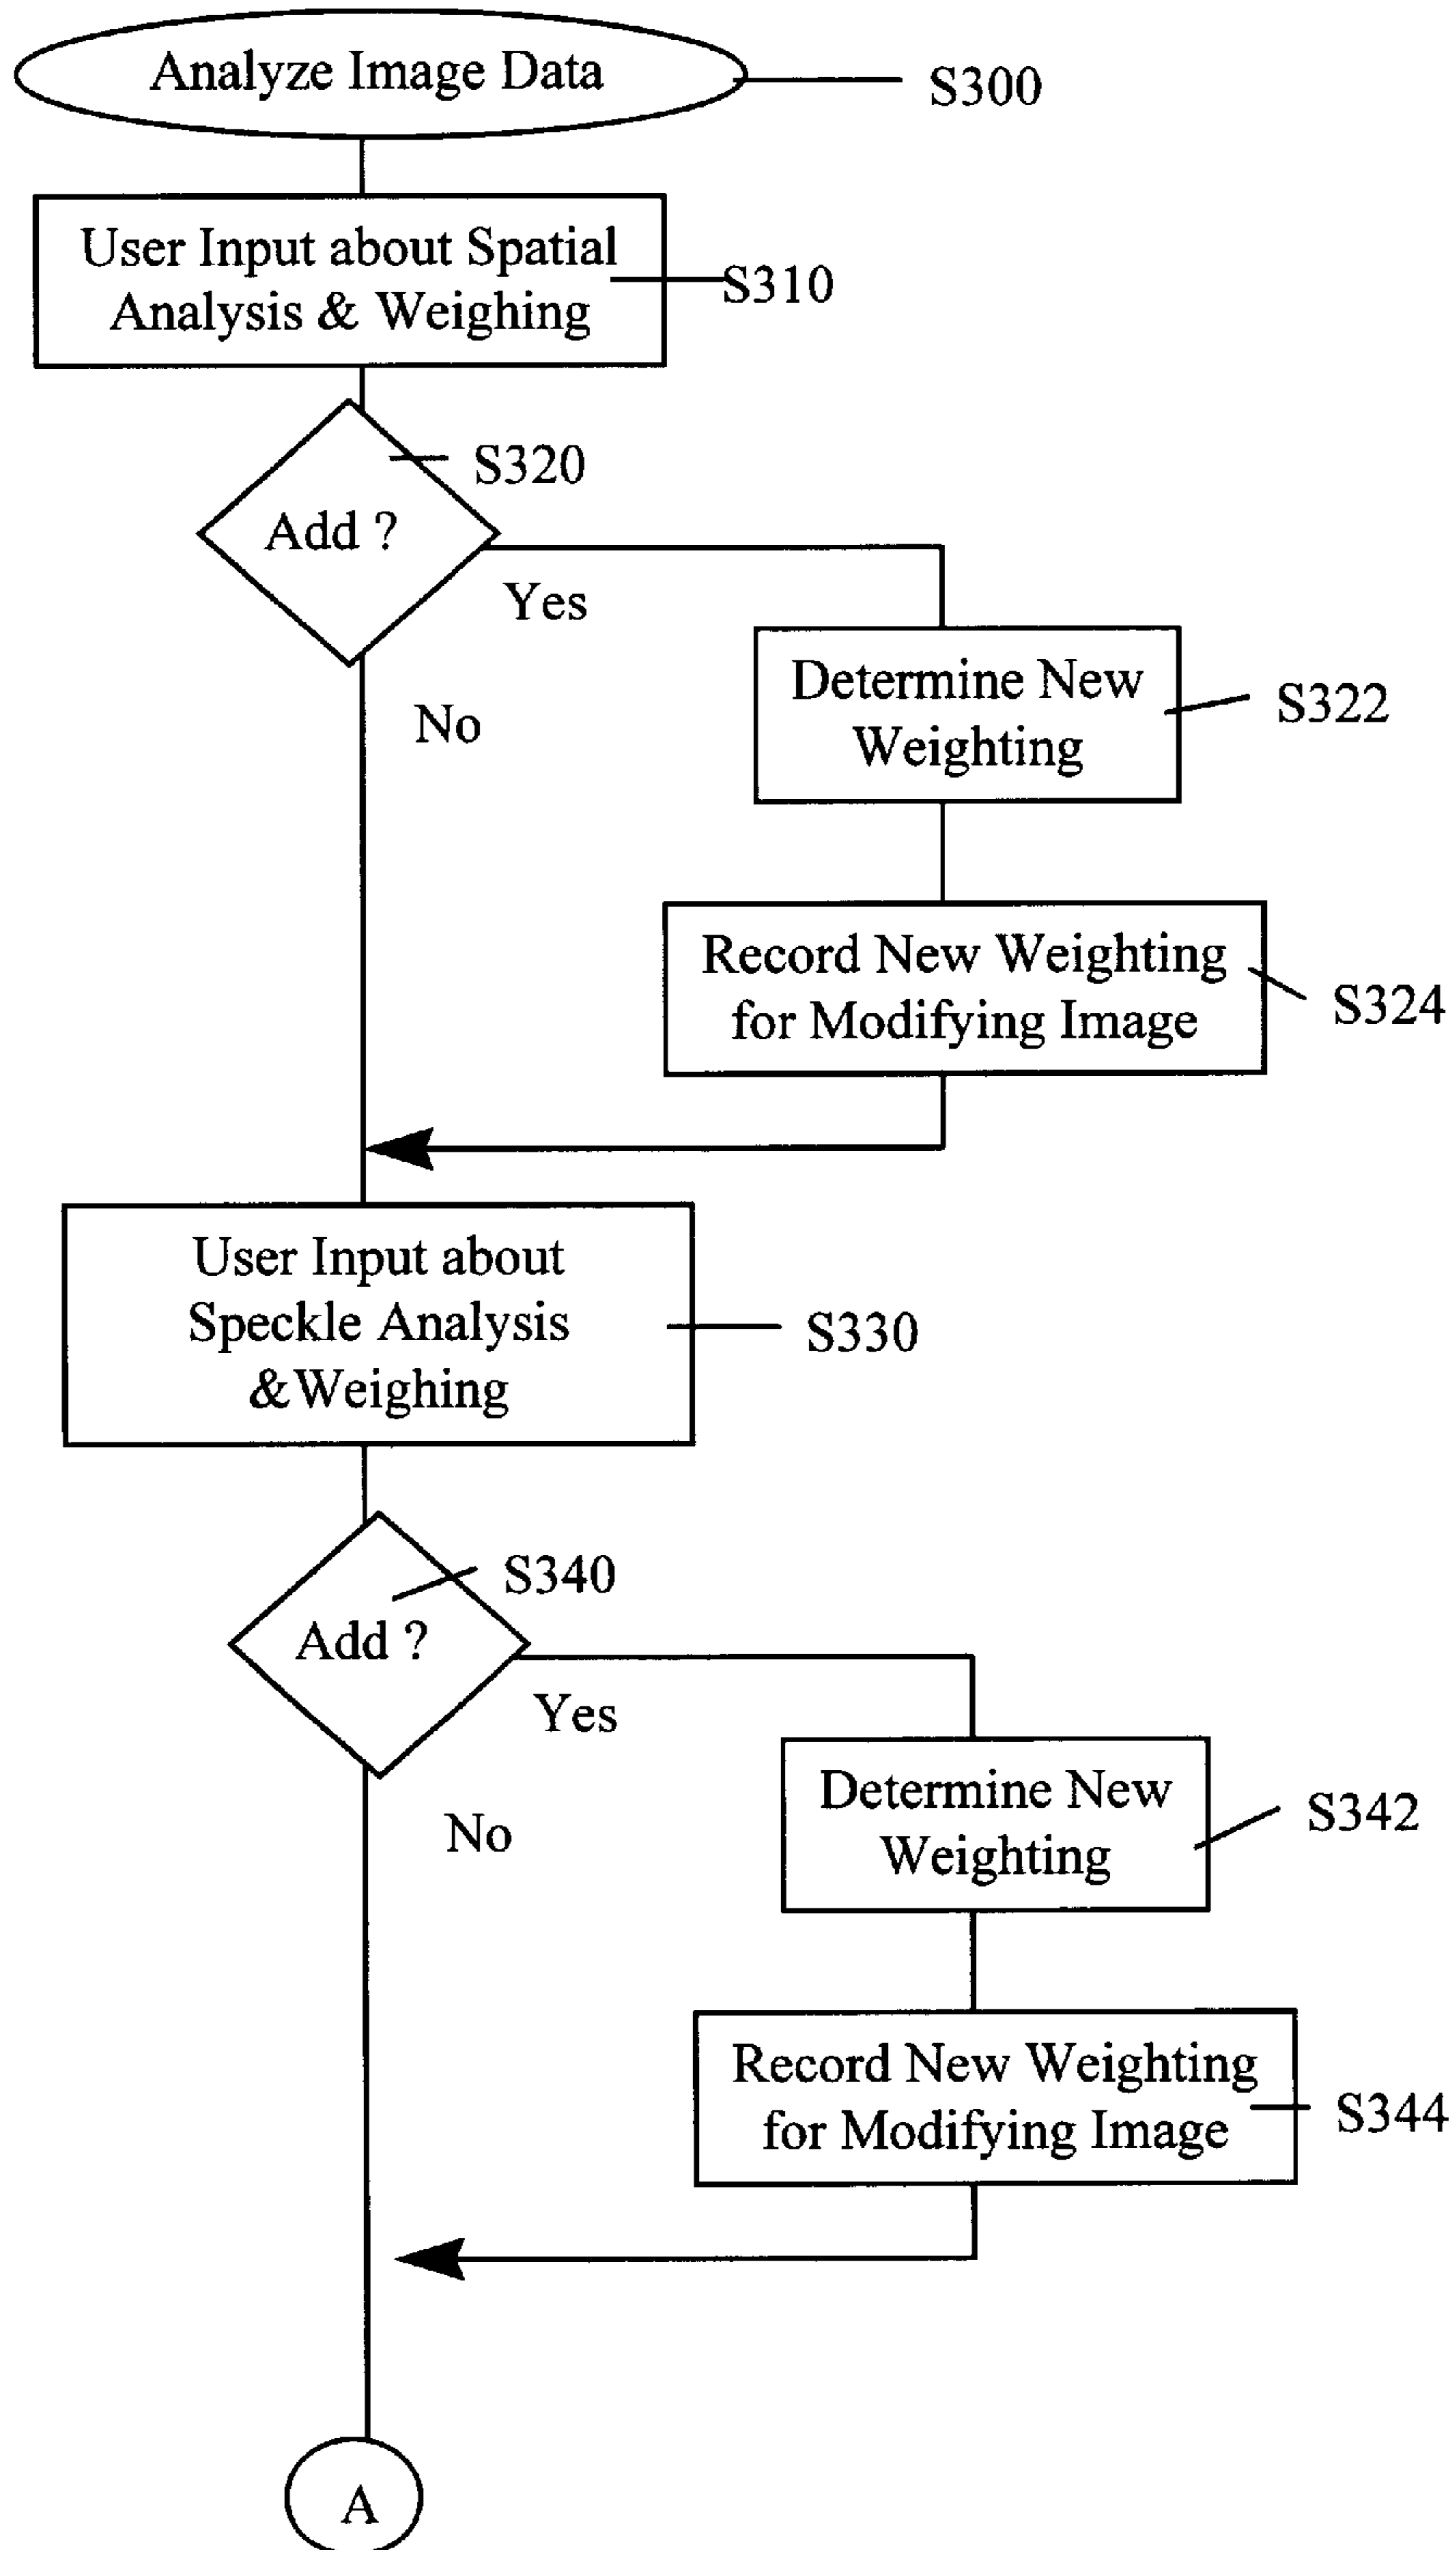 Analyze Image Data
S300
User Input about Spatial
Analysis & Weighing
S310
S320
Add ?
Yes
No
Determine New
Weighting
S322
Record New Weighting
for Modifying Image
S324
User Input about
Speckle Analysis
&Weighing
S330
S340
Add ?
Yes
No
Determine New
Weighting
S342
Record New Weighting
for Modifying Image
S344
A